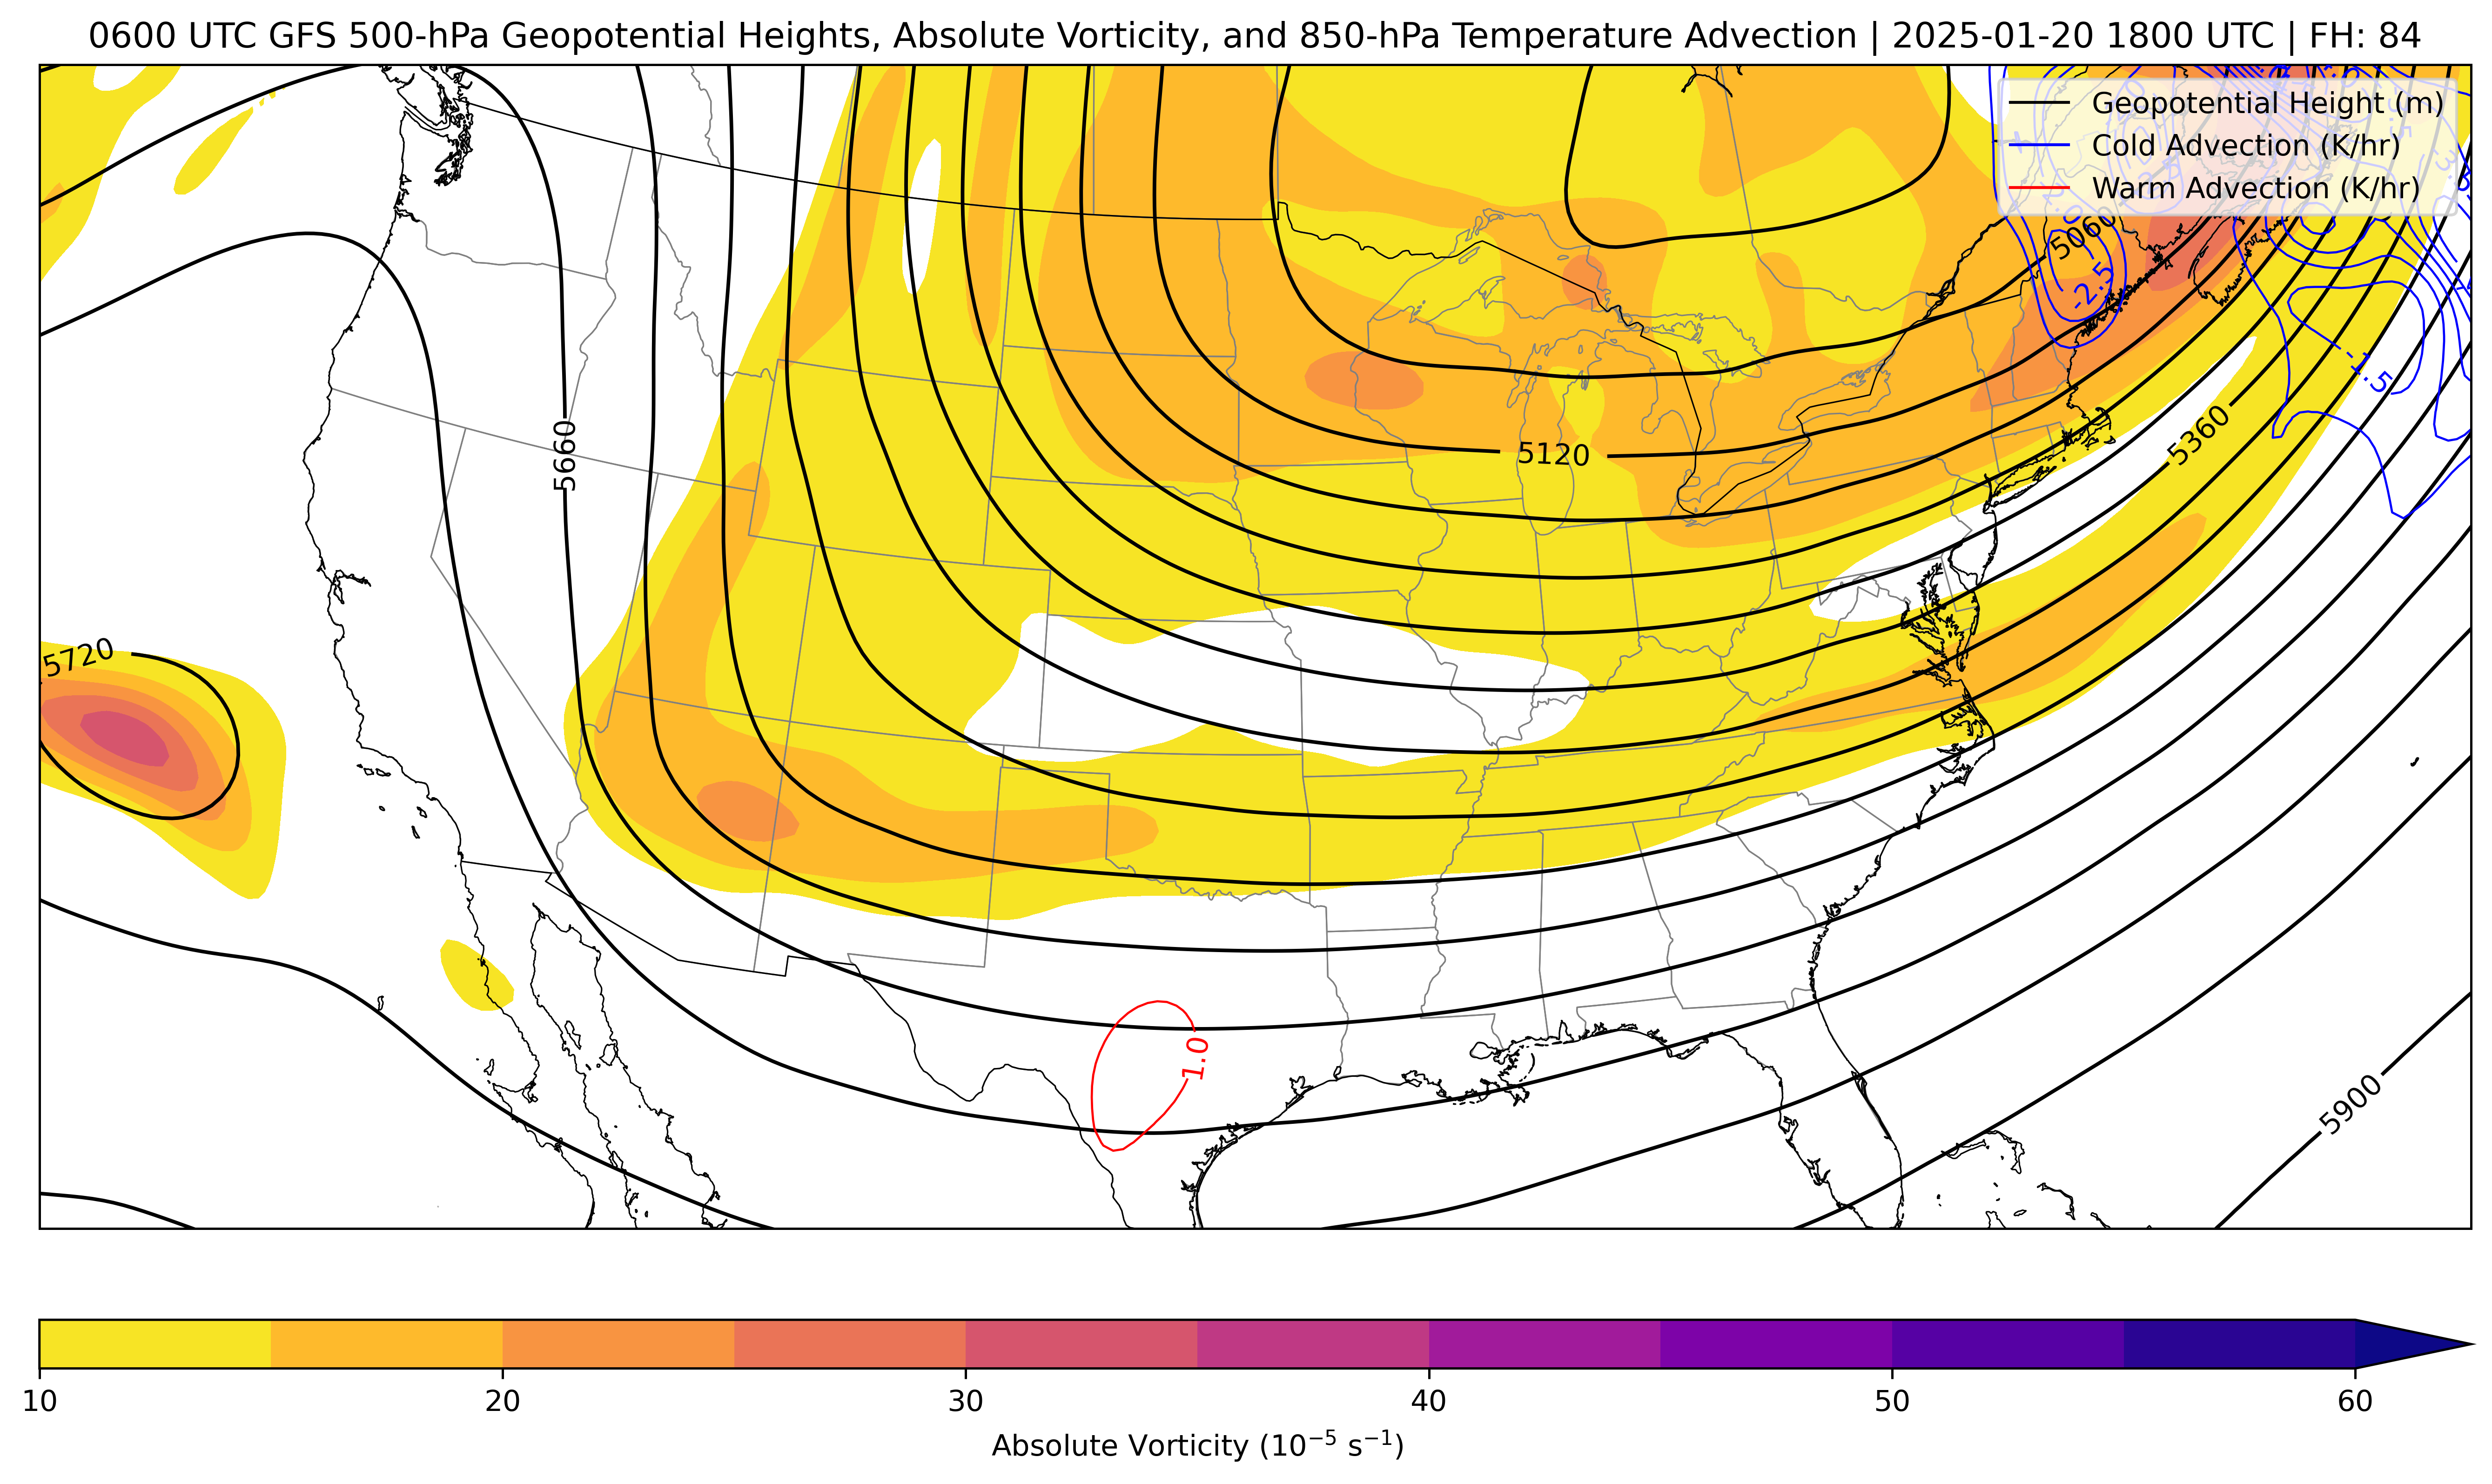 0600 UTC GFS 500-hPa Geopotential Heights, Absolute Vorticity, and 850-hPa Temperature Advection | 2025-01-20 1800 UTC | FH: 84
Geopotential Height (m)
Cold Advection (K/hr)
Warm Advection (K/hr)
5060
-2.5
-1.5
5360
5660
5120
5720
1.0
5900
10 20 30 40 50 60
Absolute Vorticity (10⁻⁵ s⁻¹)